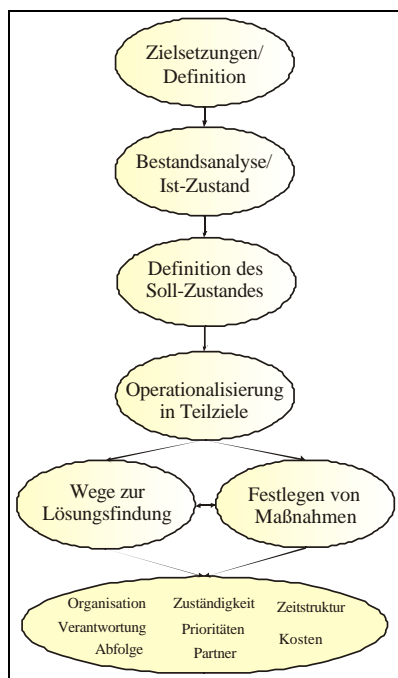 Zielsetzungen/
Definition
Bestandsanalyse/
Ist-Zustand
Definition des
Soll-Zustandes
Operationalisierung
in Teilziele
Wege zur
Lösungsfindung
Festlegen von
Maßnahmen
Organisation Zuständigkeit Zeitstruktur
Verantwortung Prioritäten Kosten
Abfolge Partner